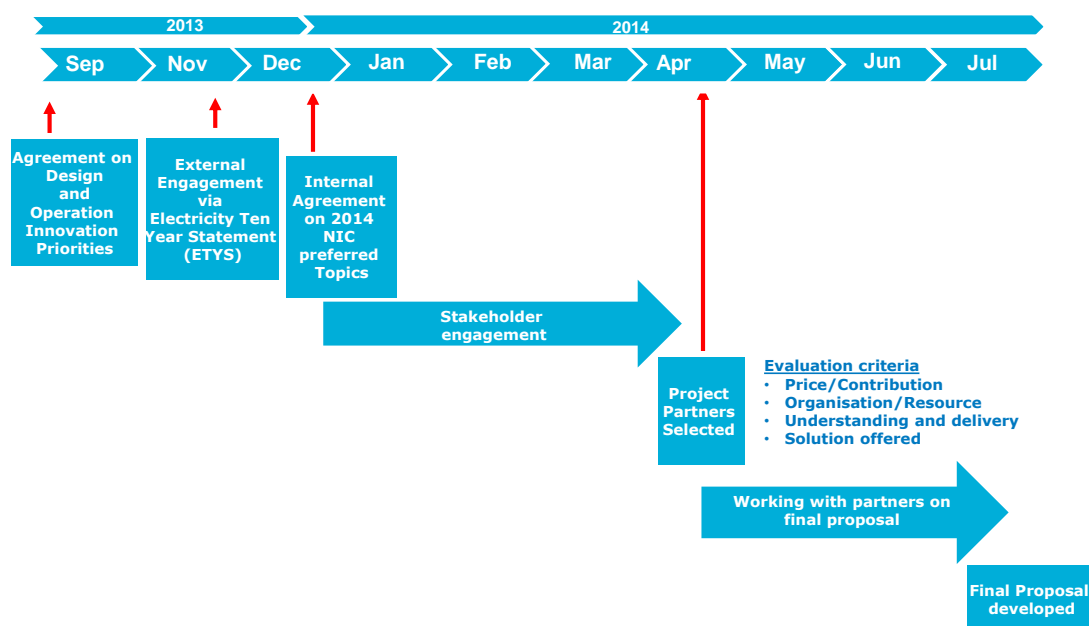 2013
2014
Sep
Nov
Dec
Jan
Feb
Mar
Apr
May
Jun
Jul
Agreement on
Design
and
Operation
Innovation
Priorities
External
Engagement
via
Electricity Ten
Year Statement
(ETYS)
Internal
Agreement
on 2014
NIC
preferred
Topics
Stakeholder
engagement
Project
Partners
Selected
Evaluation criteria
• Price/Contribution
• Organisation/Resource
• Understanding and delivery
• Solution offered
Working with partners on
final proposal
Final Proposal
developed